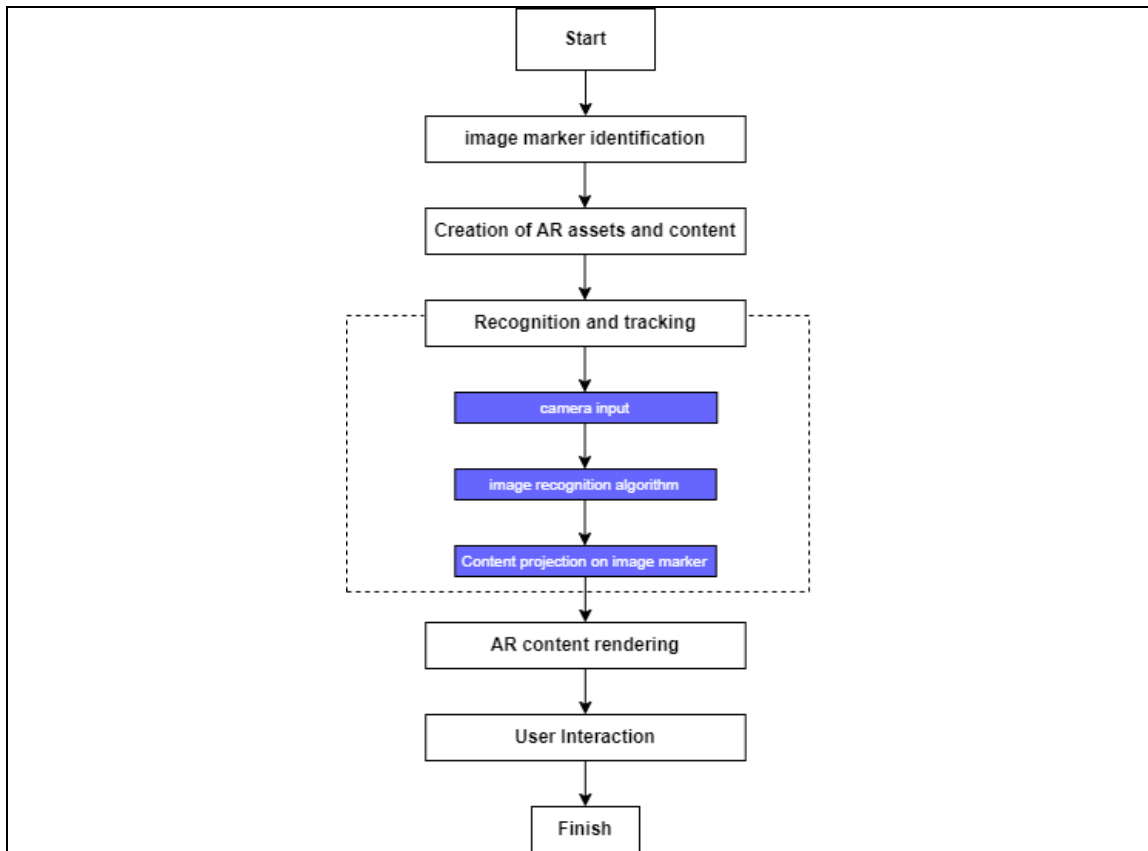 Start
image marker identification
Creation of AR assets and content
Recognition and tracking
camera input
image recognition algorithm
Content projection on image marker
AR content rendering
User Interaction
Finish